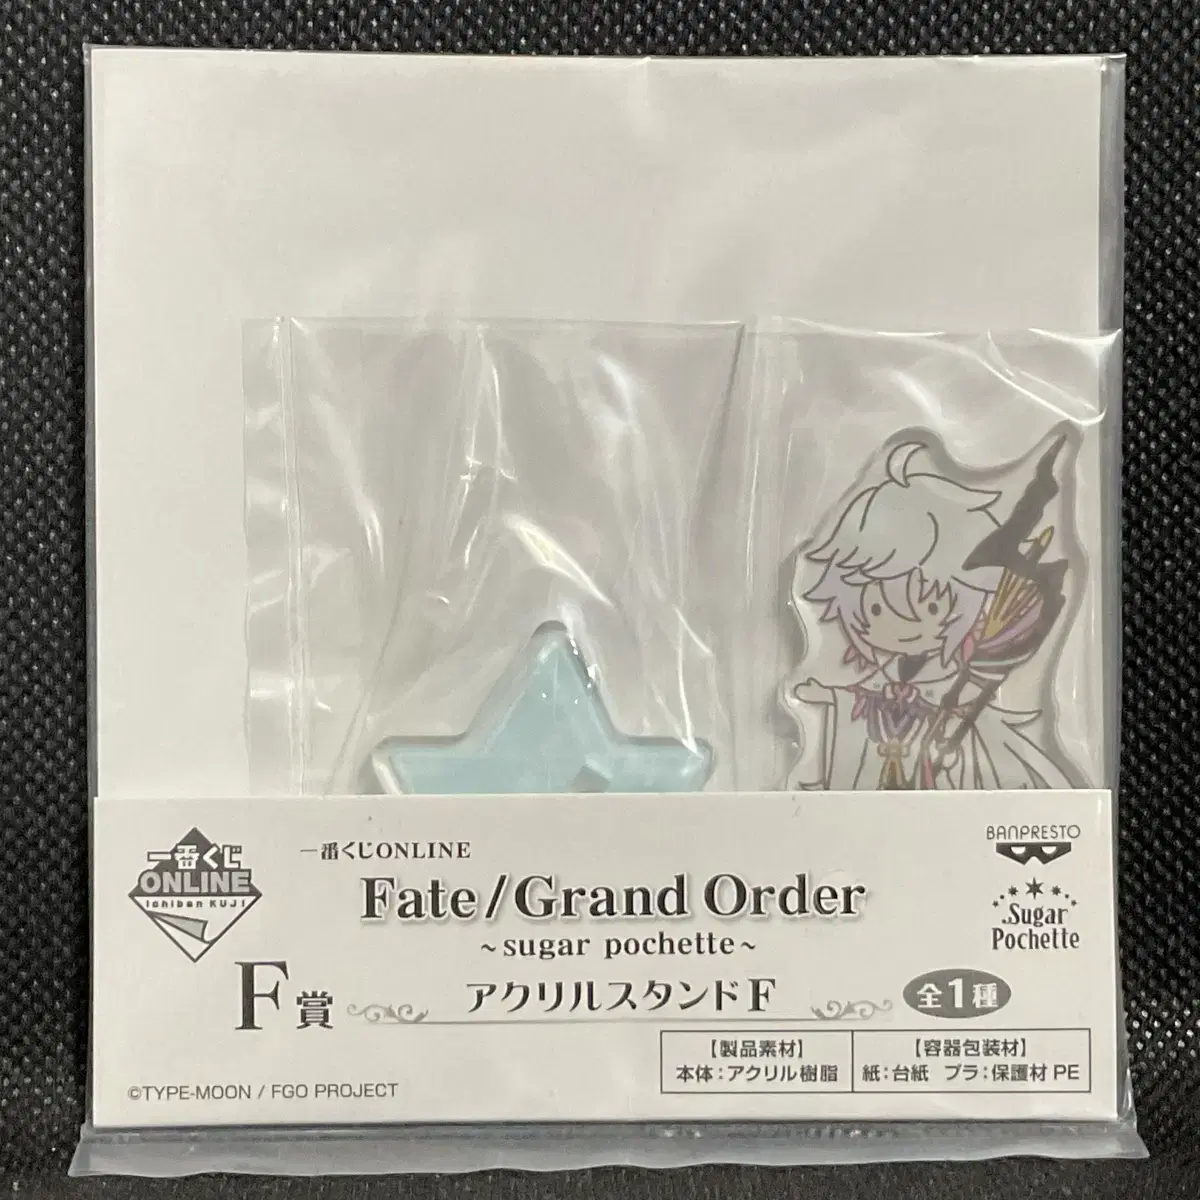 一番くじ
ONLINE
Ichiban KUJI
一番くじONLINE
Fate/Grand Order
~sugar pochette~
BANPRESTO
Sugar
Pochette
F賞
アクリルスタンドF
全1種
【製品素材】
本体:アクリル樹脂
【容器包装材】
紙:台紙 プラ:保護材 PE
©TYPE-MOON / FGO PROJECT